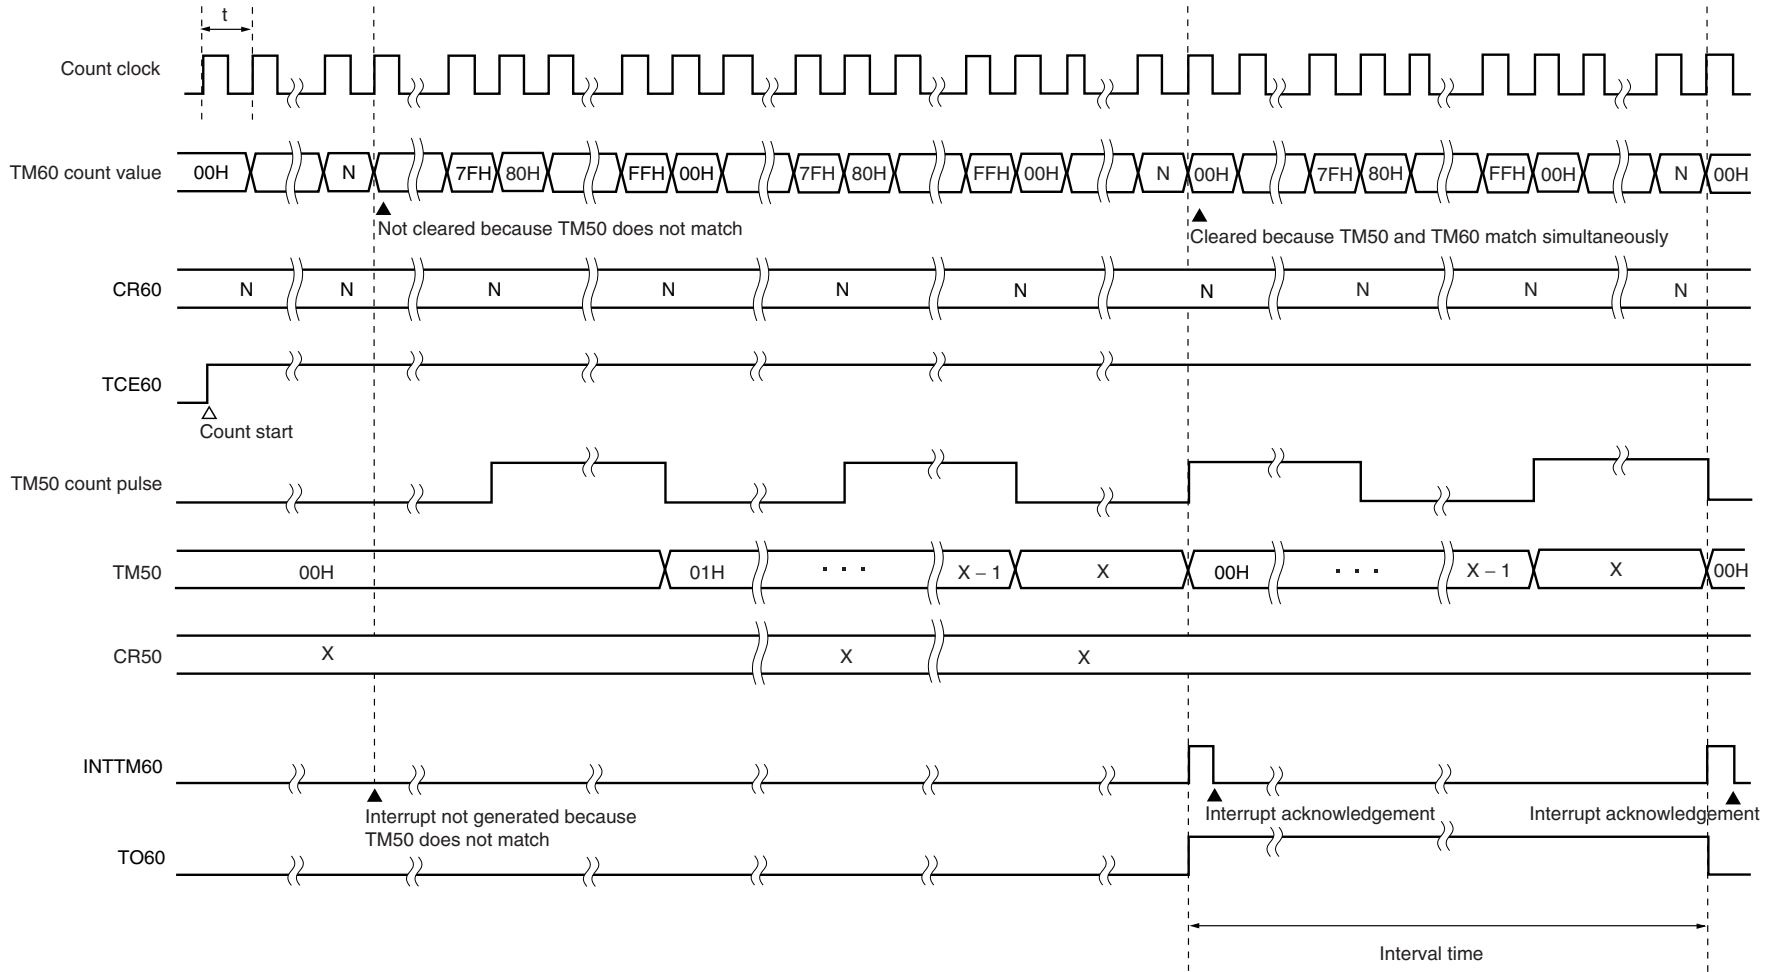 t
Count clock
TM60 count value 00H N 7FH 80H FFH 00H 7FH 80H FFH 00H N 00H 7FH 80H FFH 00H N 00H
Not cleared because TM50 does not match
Cleared because TM50 and TM60 match simultaneously
CR60 N N N N N N N N N N
TCE60
Count start
TM50 count pulse
TM50 00H 01H · · · X – 1 X 00H · · · X – 1 X 00H
CR50 X X X
INTTM60
Interrupt not generated because
TM50 does not match
Interrupt acknowledgement Interrupt acknowledgement
TO60
Interval time